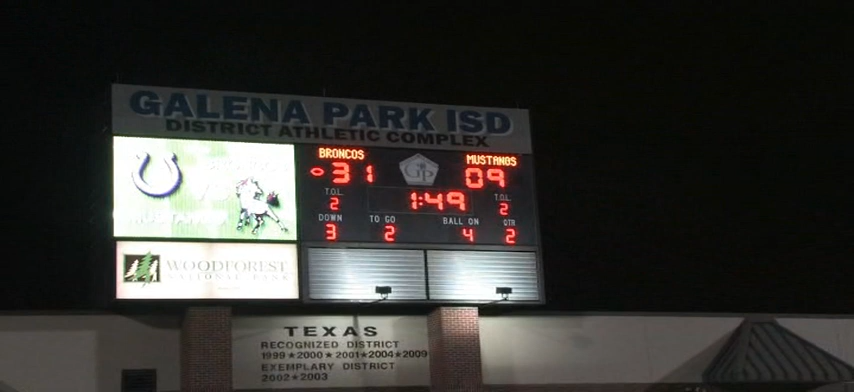 GALENA PARK ISD
DISTRICT ATHLETIC COMPLEX
BRONCOS MUSTANGS
31 GP 09
T.O.L. 1:49 T.O.L.
2 2
DOWN TO GO BALL ON QTR
3 2 4 2
WOODFOREST
NATIONAL BANK
TEXAS
RECOGNIZED DISTRICT
1999★2000★2001★2004★2009
EXEMPLARY DISTRICT
2002★2003